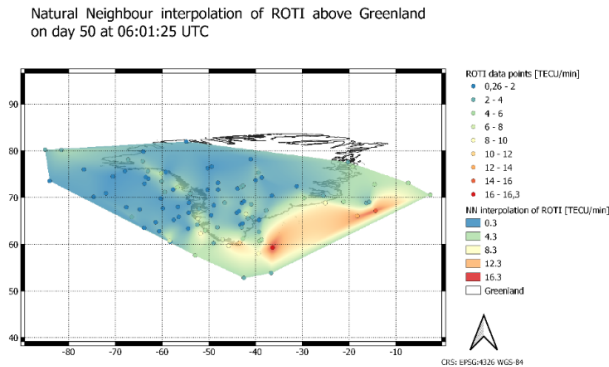 Natural Neighbour interpolation of ROTI above Greenland
on day 50 at 06:01:25 UTC
ROTI data points [TECU/min]
0,26 - 2
2 - 4
4 - 6
6 - 8
8 - 10
10 - 12
12 - 14
14 - 16
16 - 16,3
NN interpolation of ROTI [TECU/min]
0.3
4.3
8.3
12.3
16.3
Greenland
90
80
70
60
50
40
-80 -70 -60 -50 -40 -30 -20 -10
CRS: EPSG:4326 WGS-84